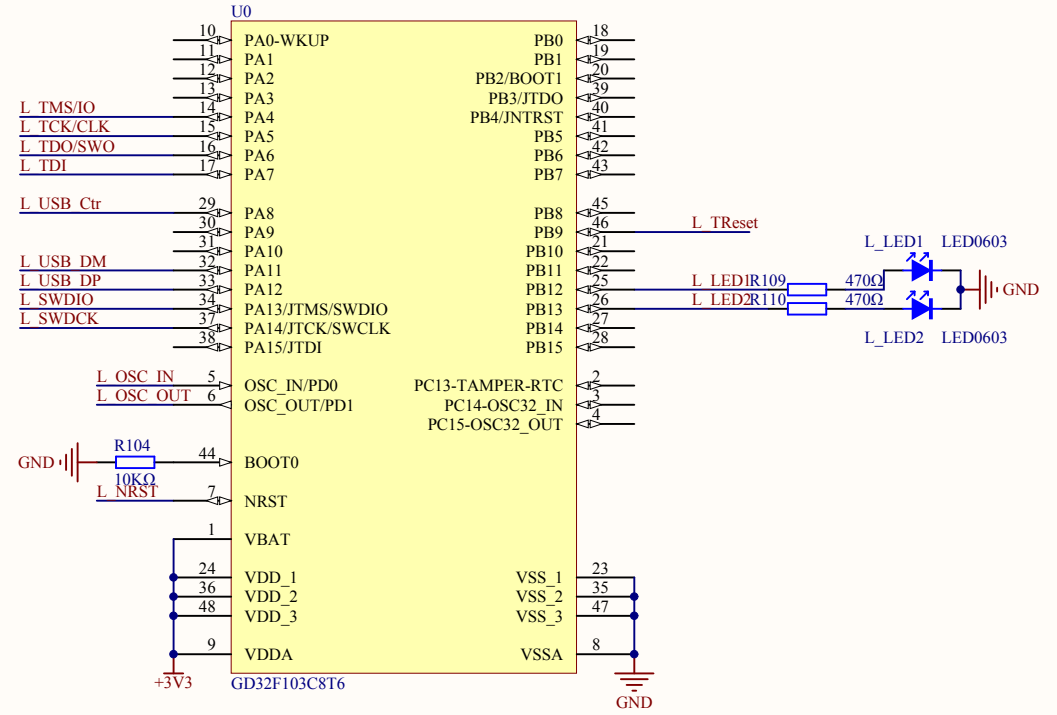 U0
10 PA0-WKUP PB0 18
11 PA1 PB1 19
12 PA2 PB2/BOOT1 20
13 PA3 PB3/JTDO 39
L_TMS/IO 14 PA4 PB4/JNTRST 40
L_TCK/CLK 15 PA5 PB5 41
L_TDO/SWO 16 PA6 PB6 42
L_TDI 17 PA7 PB7 43
L_USB_Ctr 29 PA8 PB8 45
30 PA9 PB9 46 L_TReset
31 PA10 PB10 21 L_LED1 LED0603
L_USB_DM 32 PA11 PB11 22
L_USB_DP 33 PA12 PB12 25 L_LED1 R109 470Ω GND
L_SWDIO 34 PA13/JTMS/SWDIO PB13 26 L_LED2 R110 470Ω
L_SWDCK 37 PA14/JTCK/SWCLK PB14 27
38 PA15/JTDI PB15 28 L_LED2 LED0603
L_OSC_IN 5 OSC_IN/PD0 PC13-TAMPER-RTC 2
L_OSC_OUT 6 OSC_OUT/PD1 PC14-OSC32_IN 3
PC15-OSC32_OUT 4
R104
GND 44 BOOT0
10KΩ
L_NRST 7 NRST
1 VBAT
24 VDD_1 VSS_1 23
36 VDD_2 VSS_2 35
48 VDD_3 VSS_3 47
9 VDDA VSSA 8
+3V3 GD32F103C8T6
GND